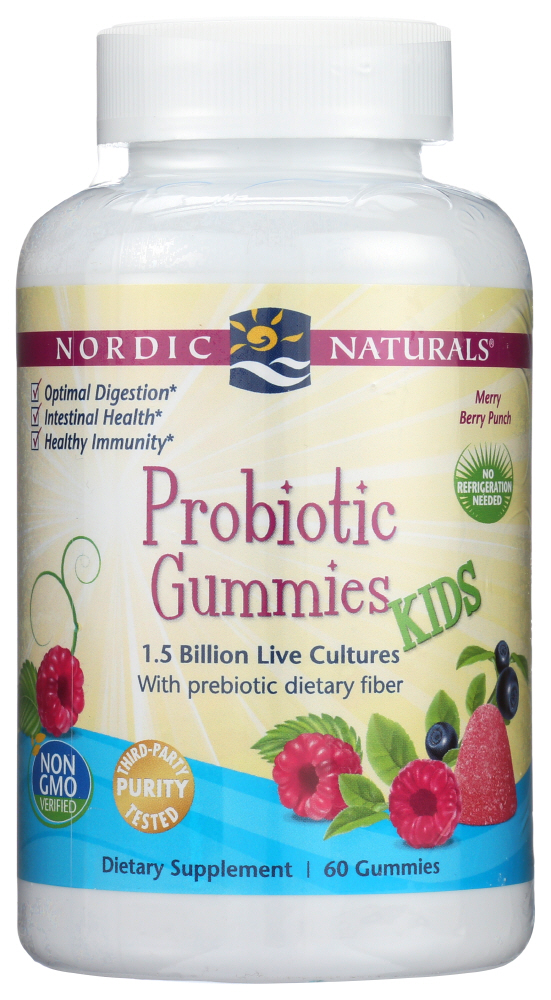 NORDIC NATURALS®
Optimal Digestion*
Intestinal Health*
Healthy Immunity*
Merry
Berry Punch
NO
REFRIGERATION
NEEDED
Probiotic
Gummies
KIDS
1.5 Billion Live Cultures
With prebiotic dietary fiber
NON
GMO
VERIFIED
THIRD-PARTY
PURITY
TESTED
Dietary Supplement | 60 Gummies